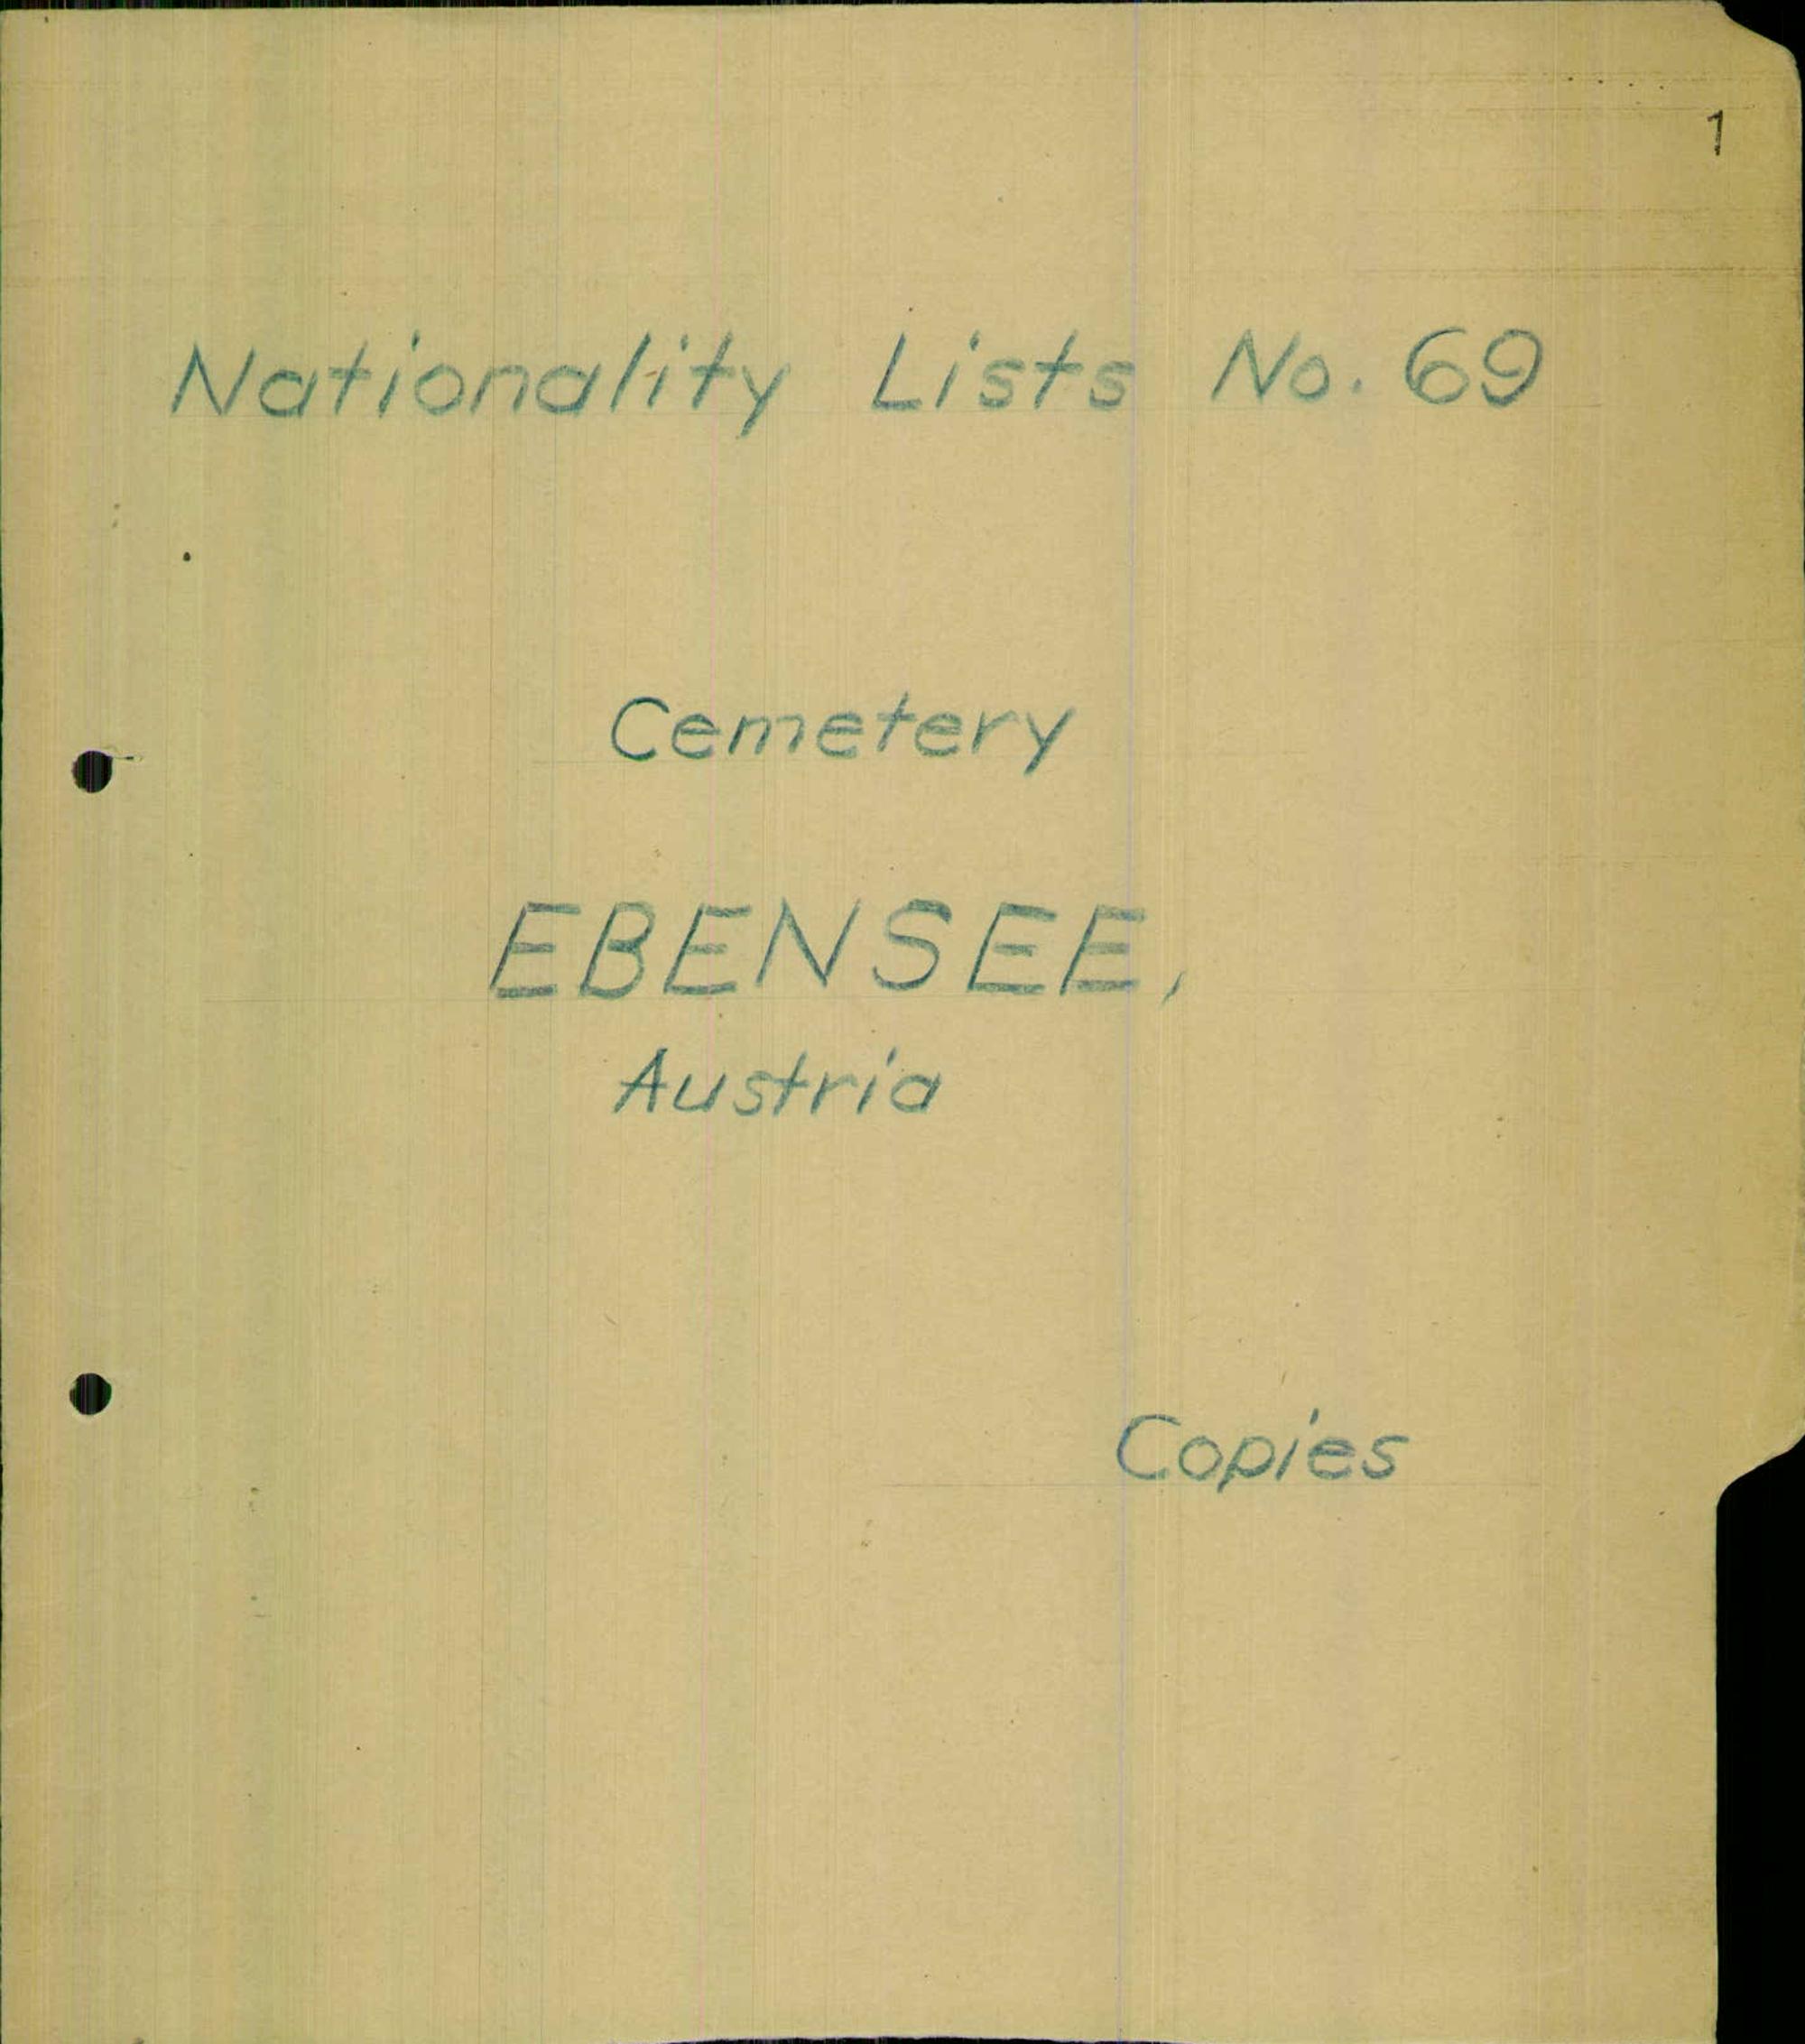 1
Nationality Lists No. 69
Cemetery
EBENSEE,
Austria
Copies